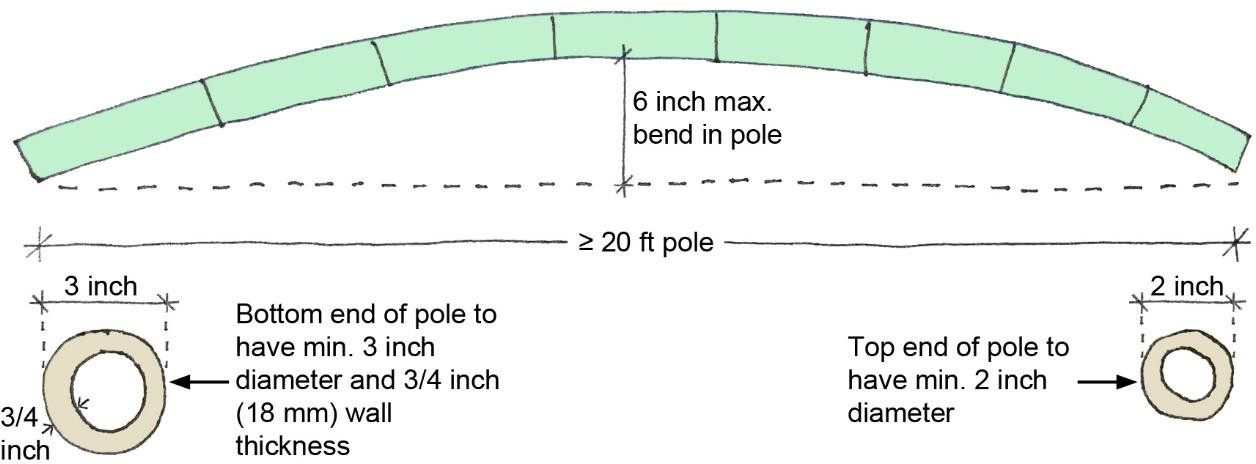 6 inch max.
bend in pole
≥ 20 ft pole
3 inch
2 inch
Bottom end of pole to
have min. 3 inch
diameter and 3/4 inch
(18 mm) wall
thickness
3/4
inch
Top end of pole to
have min. 2 inch
diameter